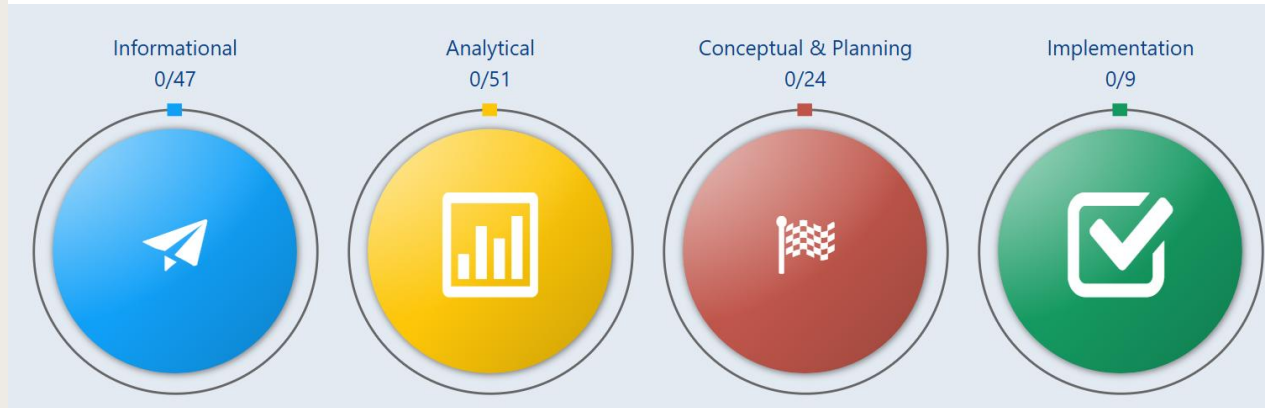 Informational
0/47
Analytical
0/51
Conceptual & Planning
0/24
Implementation
0/9